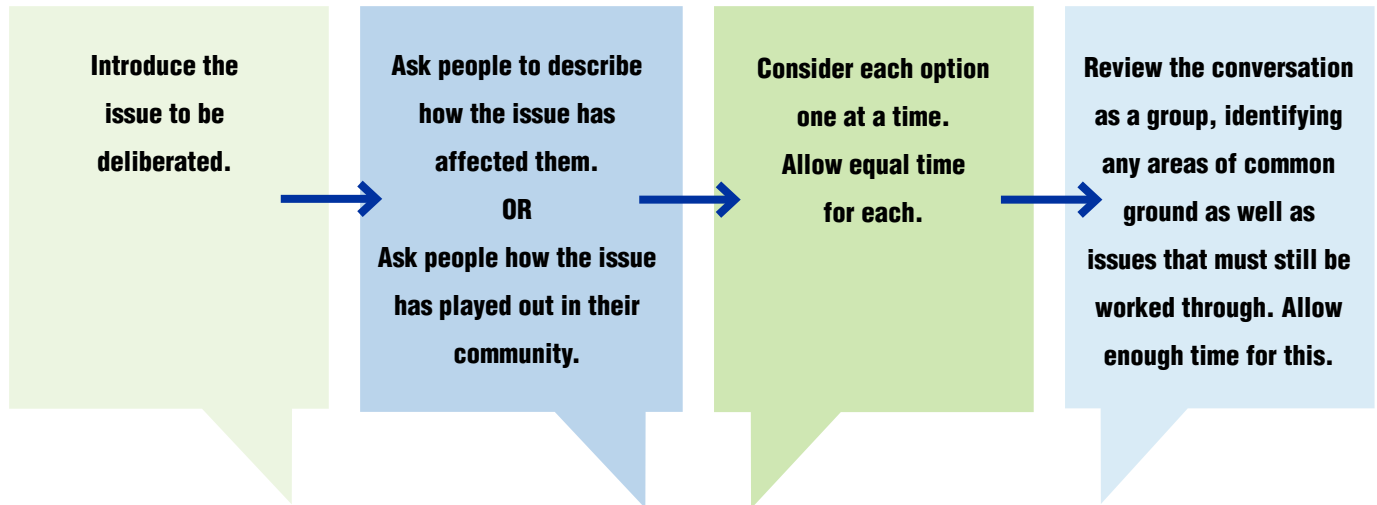 Introduce the
issue to be
deliberated.
Ask people to describe
how the issue has
affected them.
OR
Ask people how the issue
has played out in their
community.
Consider each option
one at a time.
Allow equal time
for each.
Review the conversation
as a group, identifying
any areas of common
ground as well as
issues that must still be
worked through. Allow
enough time for this.